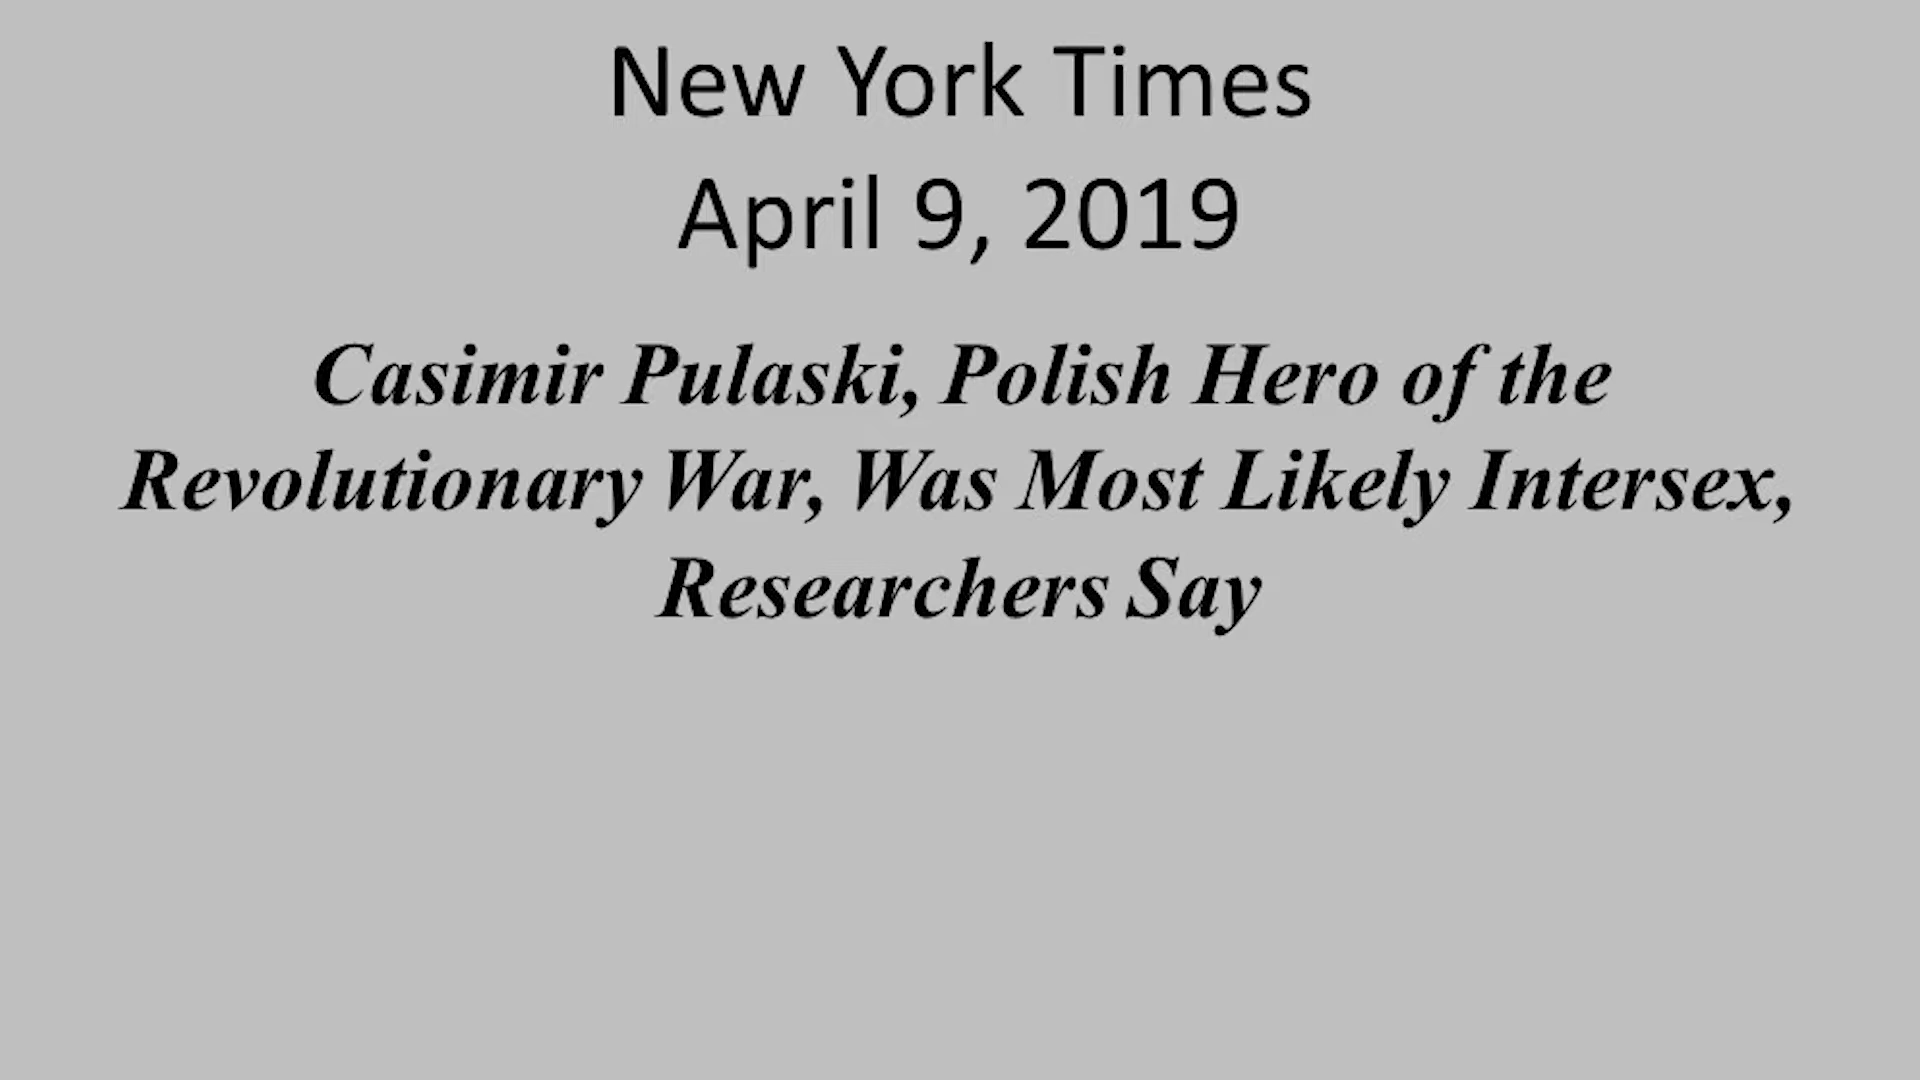 New York Times
April 9, 2019
Casimir Pulaski, Polish Hero of the
Revolutionary War, Was Most Likely Intersex,
Researchers Say